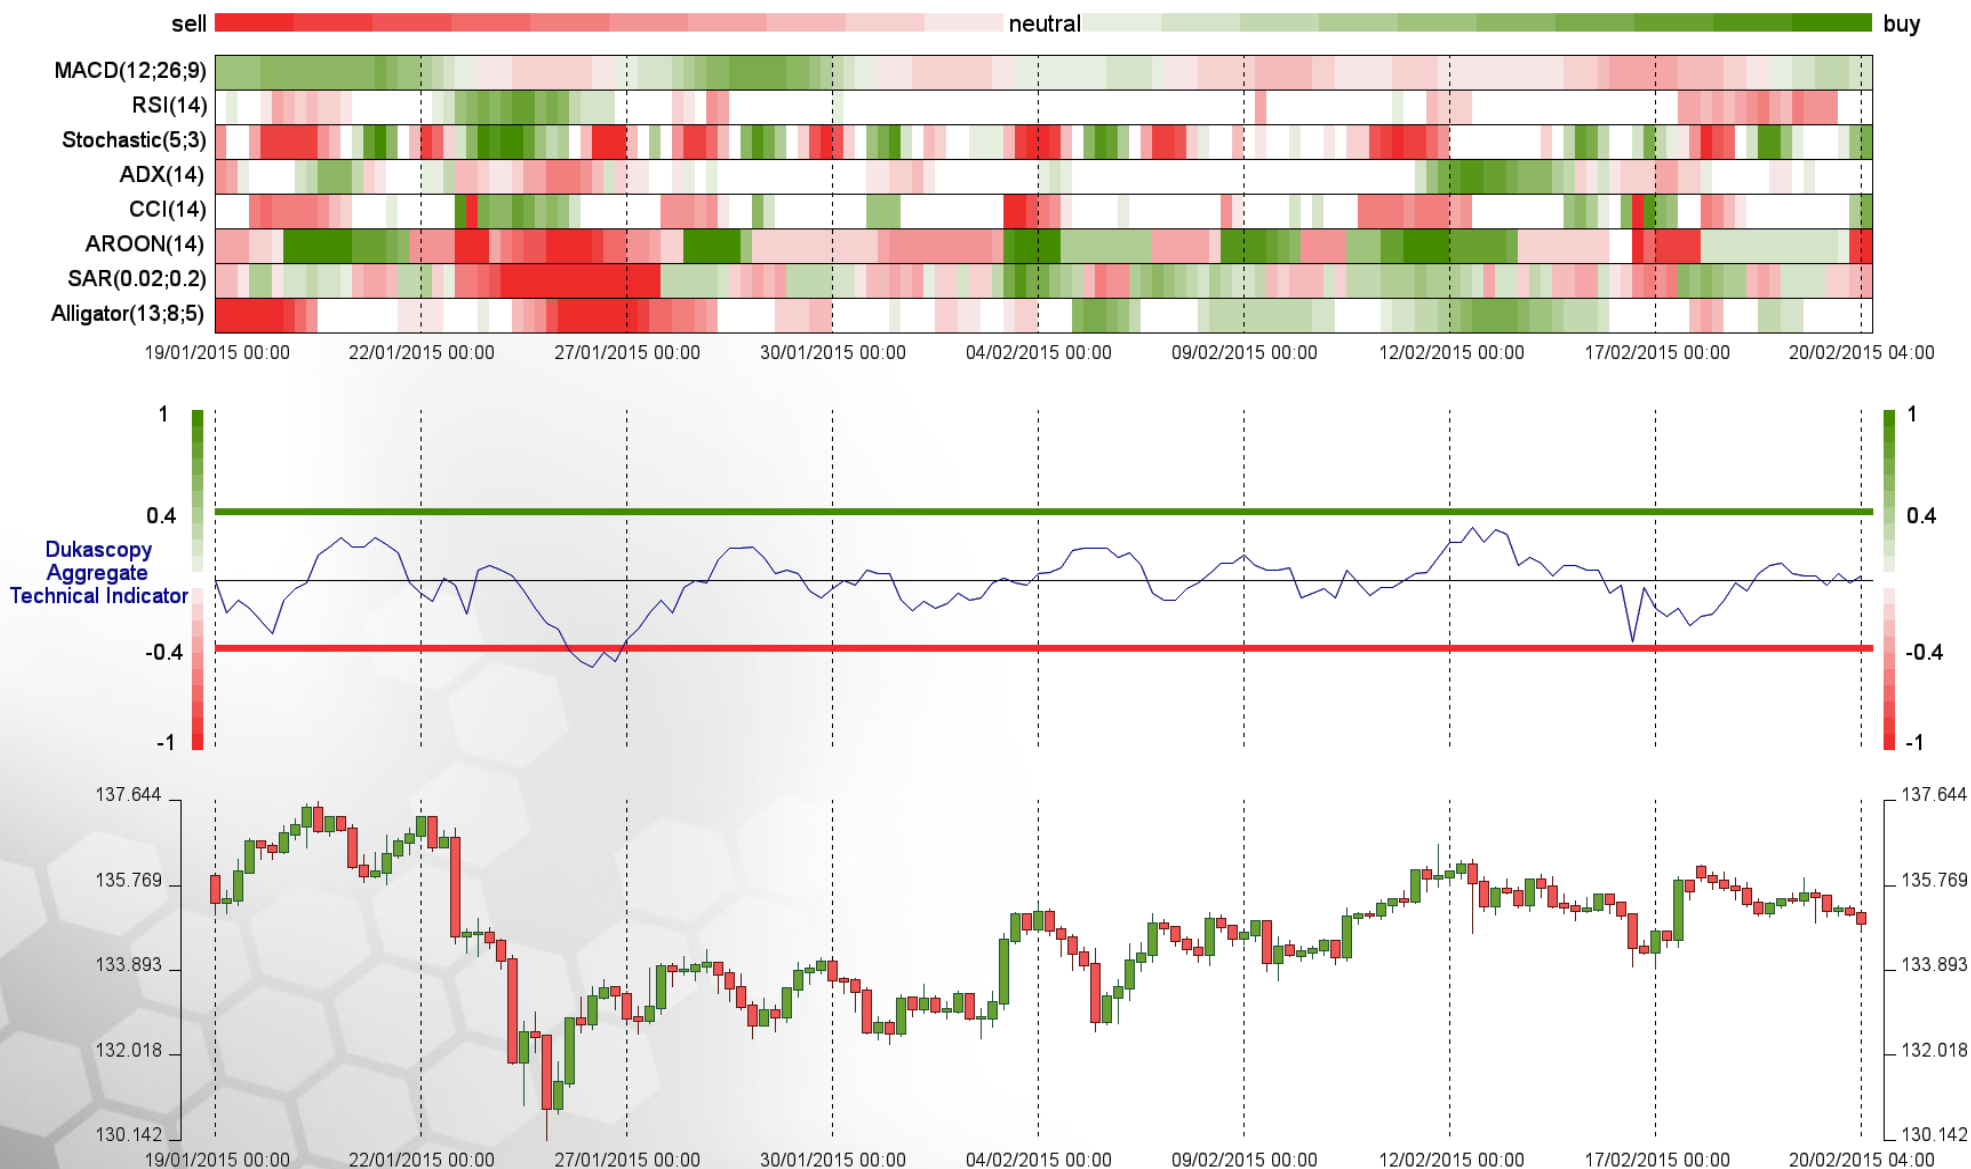 sell neutral buy
MACD(12;26;9)
RSI(14)
Stochastic(5;3)
ADX(14)
CCI(14)
AROON(14)
SAR(0.02;0.2)
Alligator(13;8;5)
19/01/2015 00:00 22/01/2015 00:00 27/01/2015 00:00 30/01/2015 00:00 04/02/2015 00:00 09/02/2015 00:00 12/02/2015 00:00 17/02/2015 00:00 20/02/2015 04:00
1 1
0.4 0.4
Dukascopy
Aggregate
Technical Indicator
-0.4 -0.4
-1 -1
137.644 137.644
135.769 135.769
133.893 133.893
132.018 132.018
130.142 130.142
19/01/2015 00:00 22/01/2015 00:00 27/01/2015 00:00 30/01/2015 00:00 04/02/2015 00:00 09/02/2015 00:00 12/02/2015 00:00 17/02/2015 00:00 20/02/2015 04:00